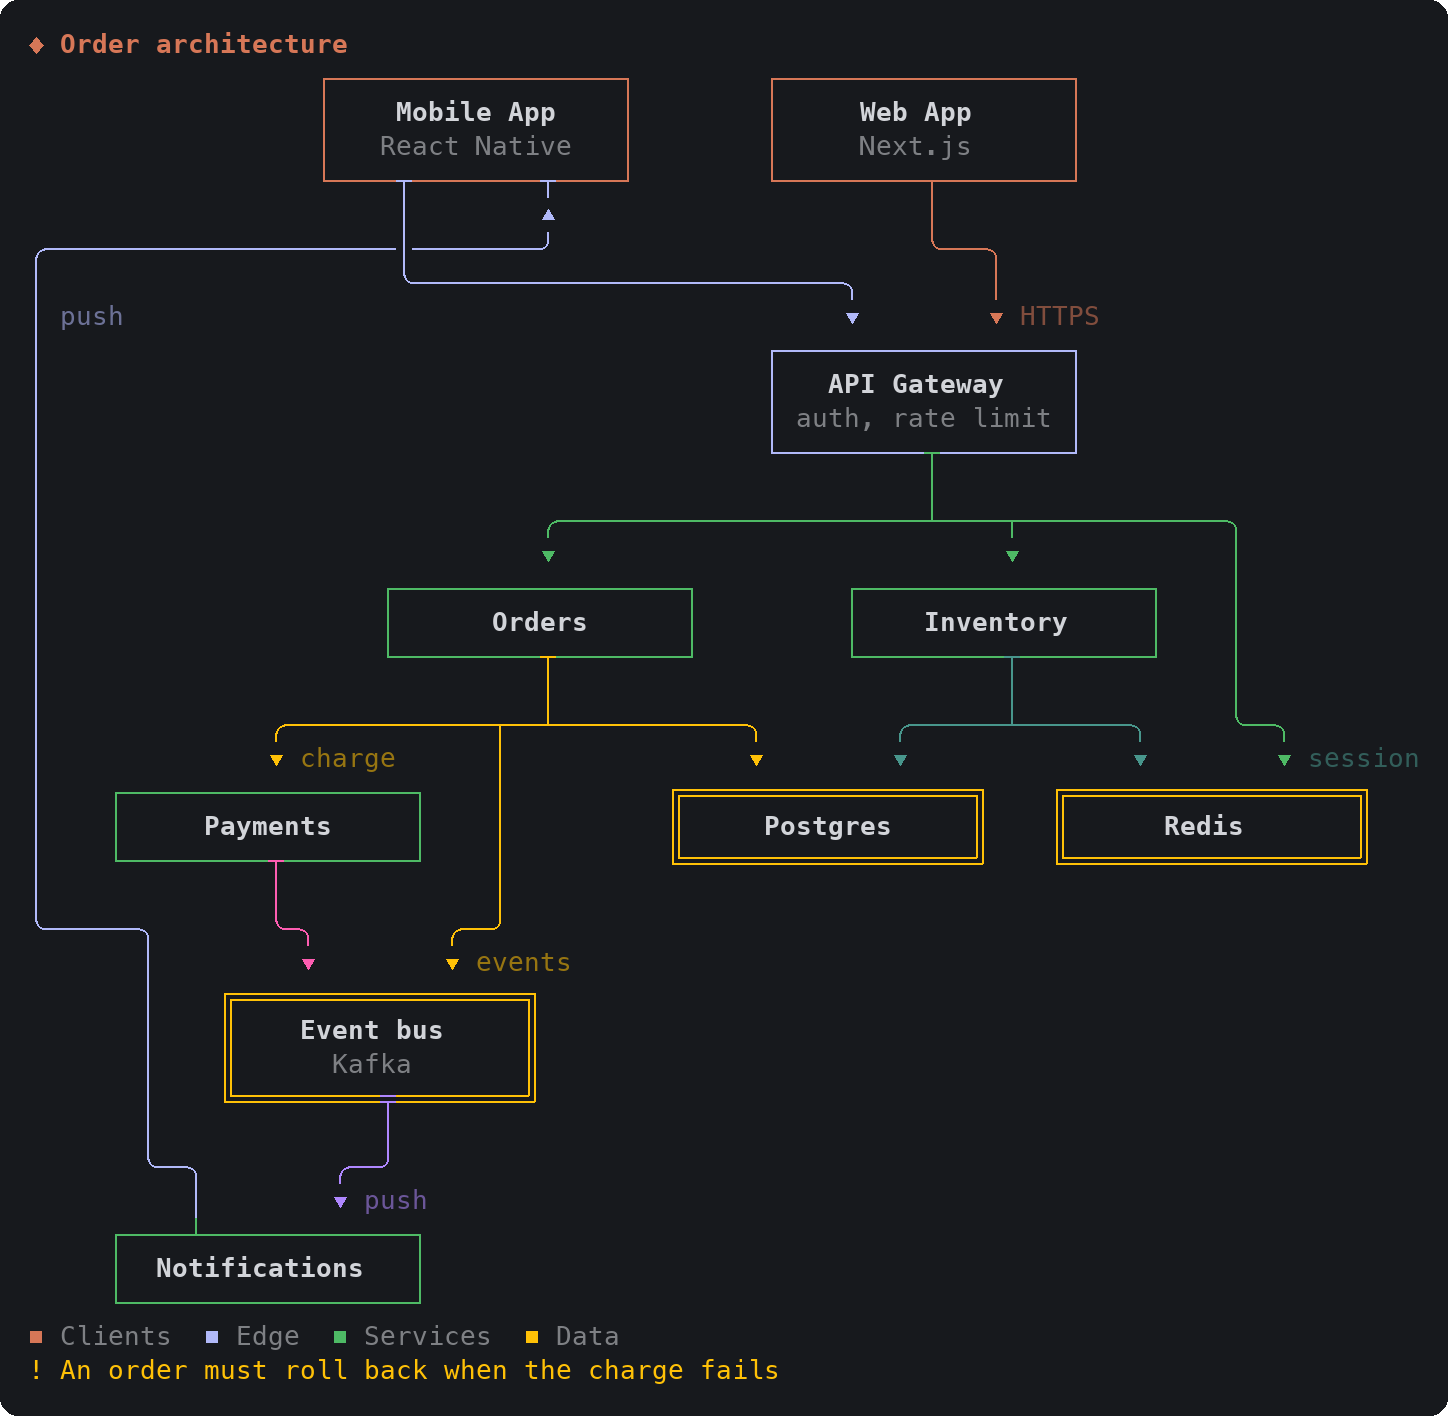 ♦ Order architecture
Mobile App
React Native
Web App
Next.js
push
HTTPS
API Gateway
auth, rate limit
Orders
Inventory
charge
session
Payments
Postgres
Redis
events
Event bus
Kafka
push
Notifications
Clients Edge Services Data
! An order must roll back when the charge fails